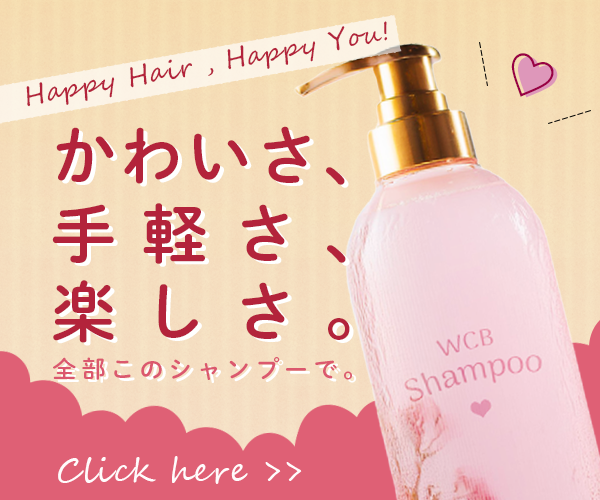 Happy Hair , Happy You!
かわいさ、
手軽さ、
楽しさ。
全部このシャンプーで。
WCB
Shampoo
Click here >>